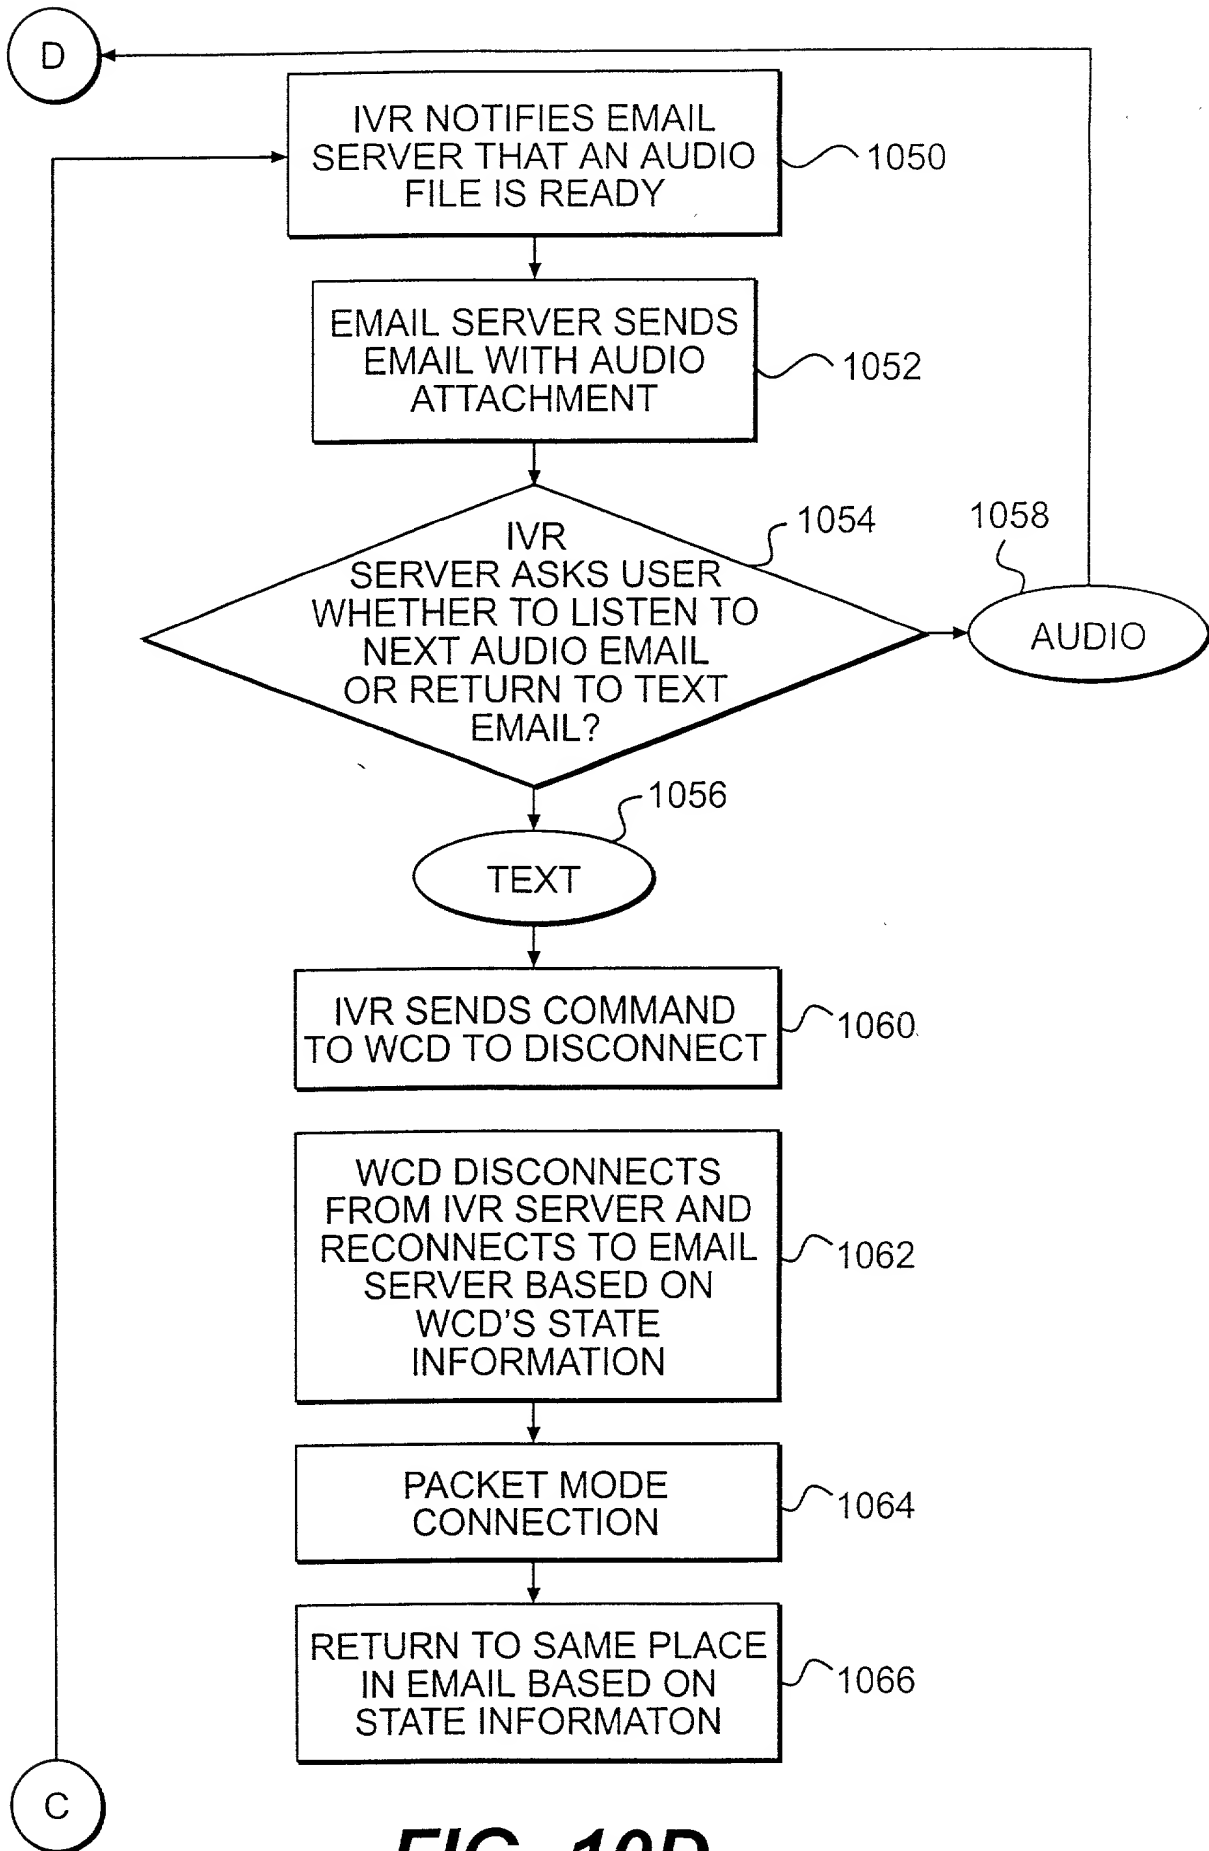 D
IVR NOTIFIES EMAIL
SERVER THAT AN AUDIO
FILE IS READY
1050
EMAIL SERVER SENDS
EMAIL WITH AUDIO
ATTACHMENT
1052
IVR
SERVER ASKS USER
WHETHER TO LISTEN TO
NEXT AUDIO EMAIL
OR RETURN TO TEXT
EMAIL?
1054
1058
AUDIO
1056
TEXT
IVR SENDS COMMAND
TO WCD TO DISCONNECT
1060
WCD DISCONNECTS
FROM IVR SERVER AND
RECONNECTS TO EMAIL
SERVER BASED ON
WCD'S STATE
INFORMATION
1062
PACKET MODE
CONNECTION
1064
RETURN TO SAME PLACE
IN EMAIL BASED ON
STATE INFORMATON
1066
C
FIG. 10D